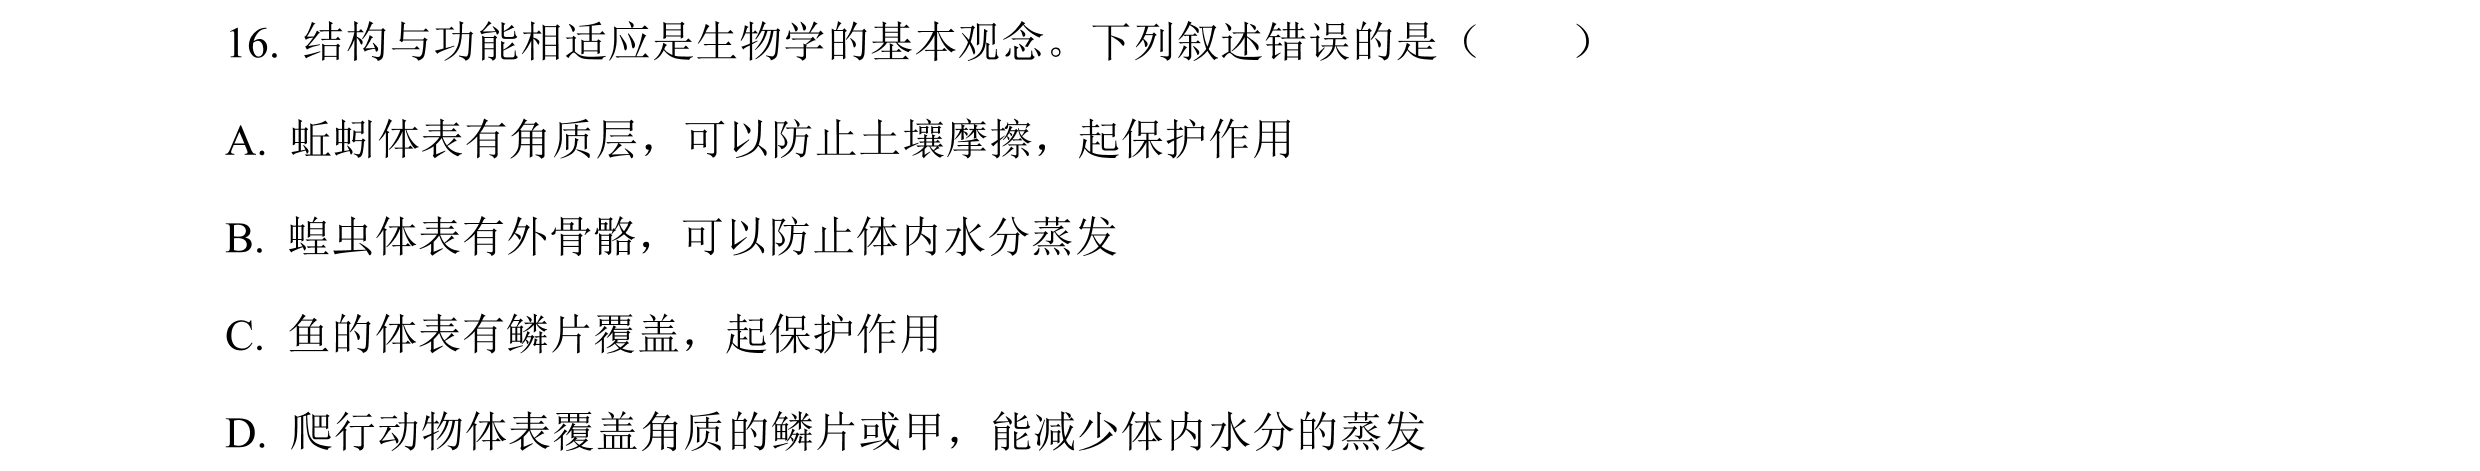 16. 结构与功能相适应是生物学的基本观念。下列叙述错误的是（　　）
A. 蚯蚓体表有角质层，可以防止土壤摩擦，起保护作用
B. 蝗虫体表有外骨骼，可以防止体内水分蒸发
C. 鱼的体表有鳞片覆盖，起保护作用
D. 爬行动物体表覆盖角质的鳞片或甲，能减少体内水分的蒸发